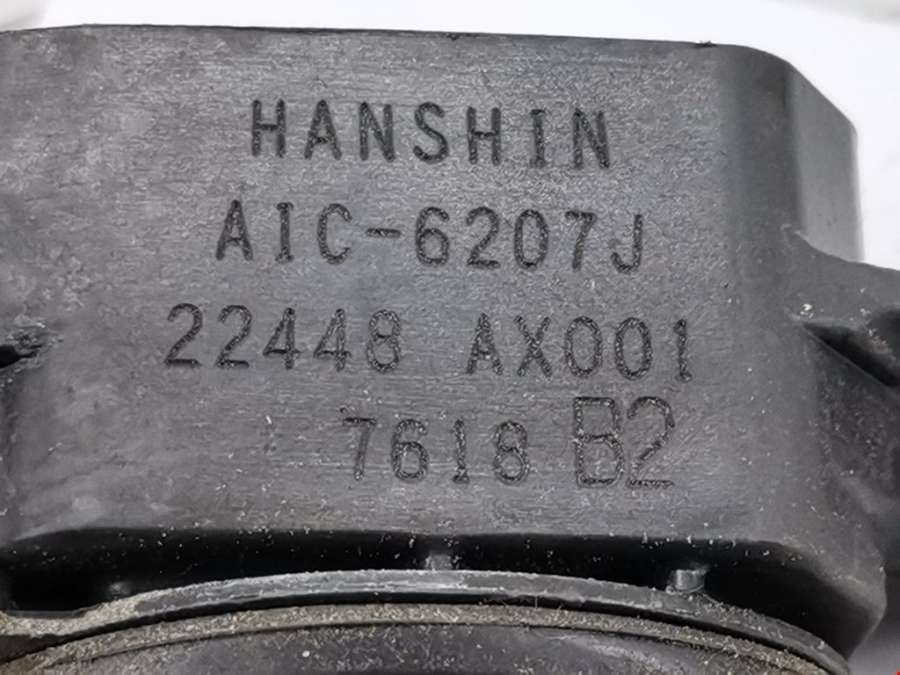 HANSHIN
AIC-6207J
22448 AX001
7618 B2